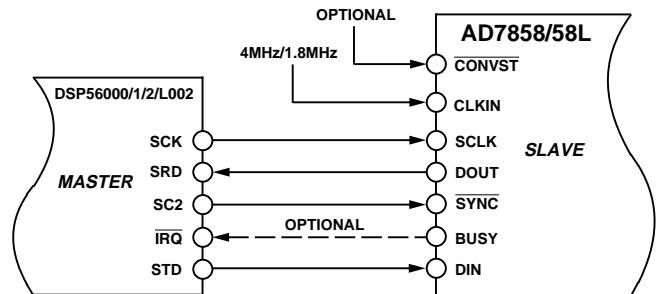 OPTIONAL
AD7858/58L
4MHz/1.8MHz
CONVST
DSP56000/1/2/L002
CLKIN
SCK
SCLK
SLAVE
MASTER
SRD
DOUT
SC2
SYNC
OPTIONAL
IRQ
BUSY
STD
DIN